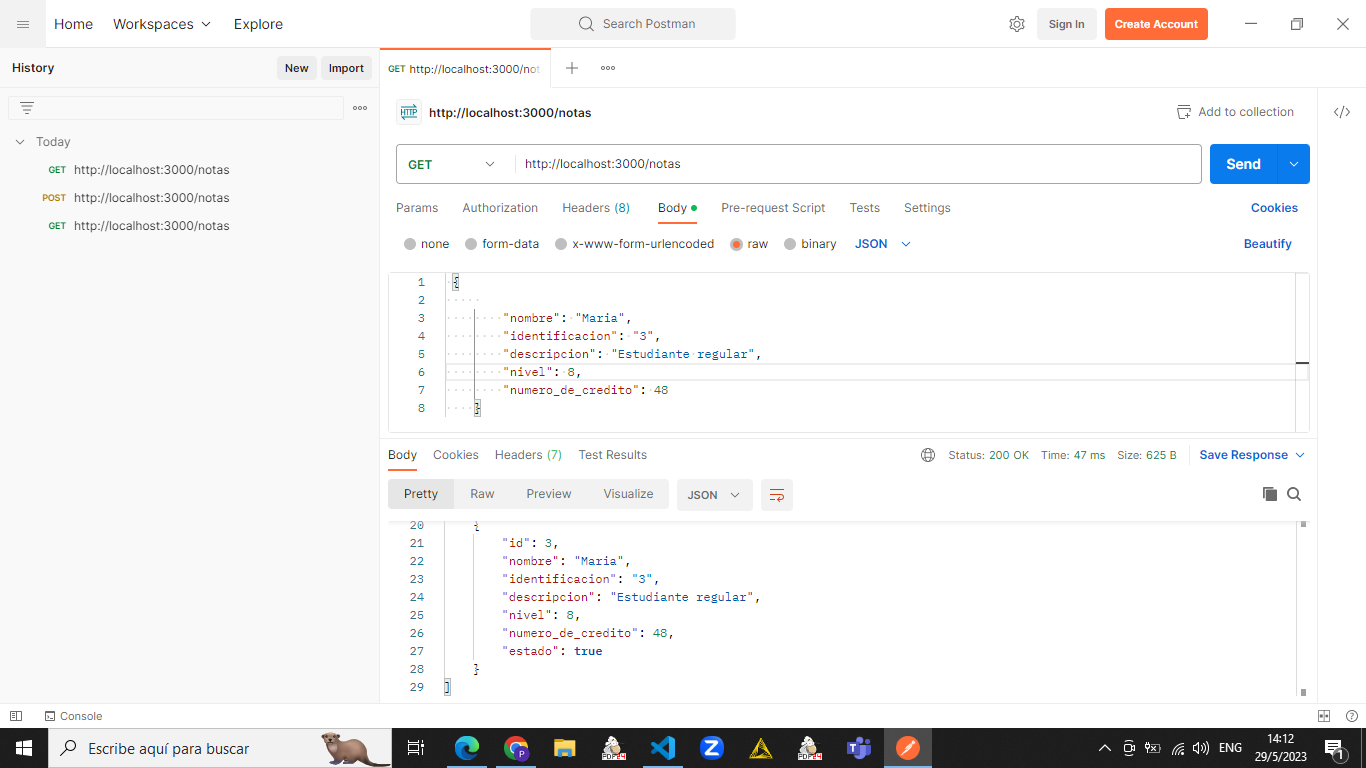 Home Workspaces Explore Search Postman Sign In Create Account
History New Import GET http://localhost:3000/not
HTTP http://localhost:3000/notas Add to collection
Today
GET http://localhost:3000/notas
POST http://localhost:3000/notas
GET http://localhost:3000/notas
GET http://localhost:3000/notas Send
Params Authorization Headers (8) Body Pre-request Script Tests Settings Cookies
none form-data x-www-form-urlencoded raw binary JSON Beautify
1 {
2
3 "nombre": "Maria",
4 "identificacion": "3",
5 "descripcion": "Estudiante regular",
6 "nivel": 8,
7 "numero_de_credito": 48
8 }
Body Cookies Headers (7) Test Results Status: 200 OK Time: 47 ms Size: 625 B Save Response
Pretty Raw Preview Visualize JSON
20 {
21 "id": 3,
22 "nombre": "Maria",
23 "identificacion": "3",
24 "descripcion": "Estudiante regular",
25 "nivel": 8,
26 "numero_de_credito": 48,
27 "estado": true
28 }
29 ]
Console
Escribe aquí para buscar
PDP24
PDP24
ENG
14:12
29/5/2023
1